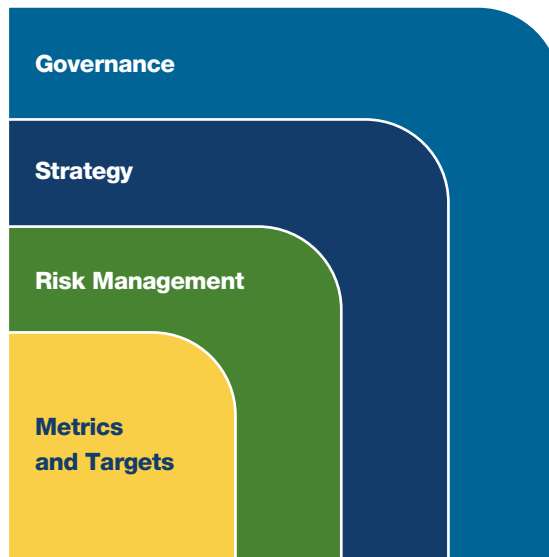 Governance
Strategy
Risk Management
Metrics
and Targets